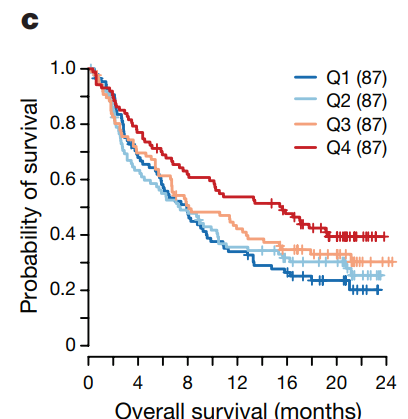 c
Probability of survival
1.0
0.8
0.6
0.4
0.2
0
Q1 (87)
Q2 (87)
Q3 (87)
Q4 (87)
0 4 8 12 16 20 24
Overall survival (months)